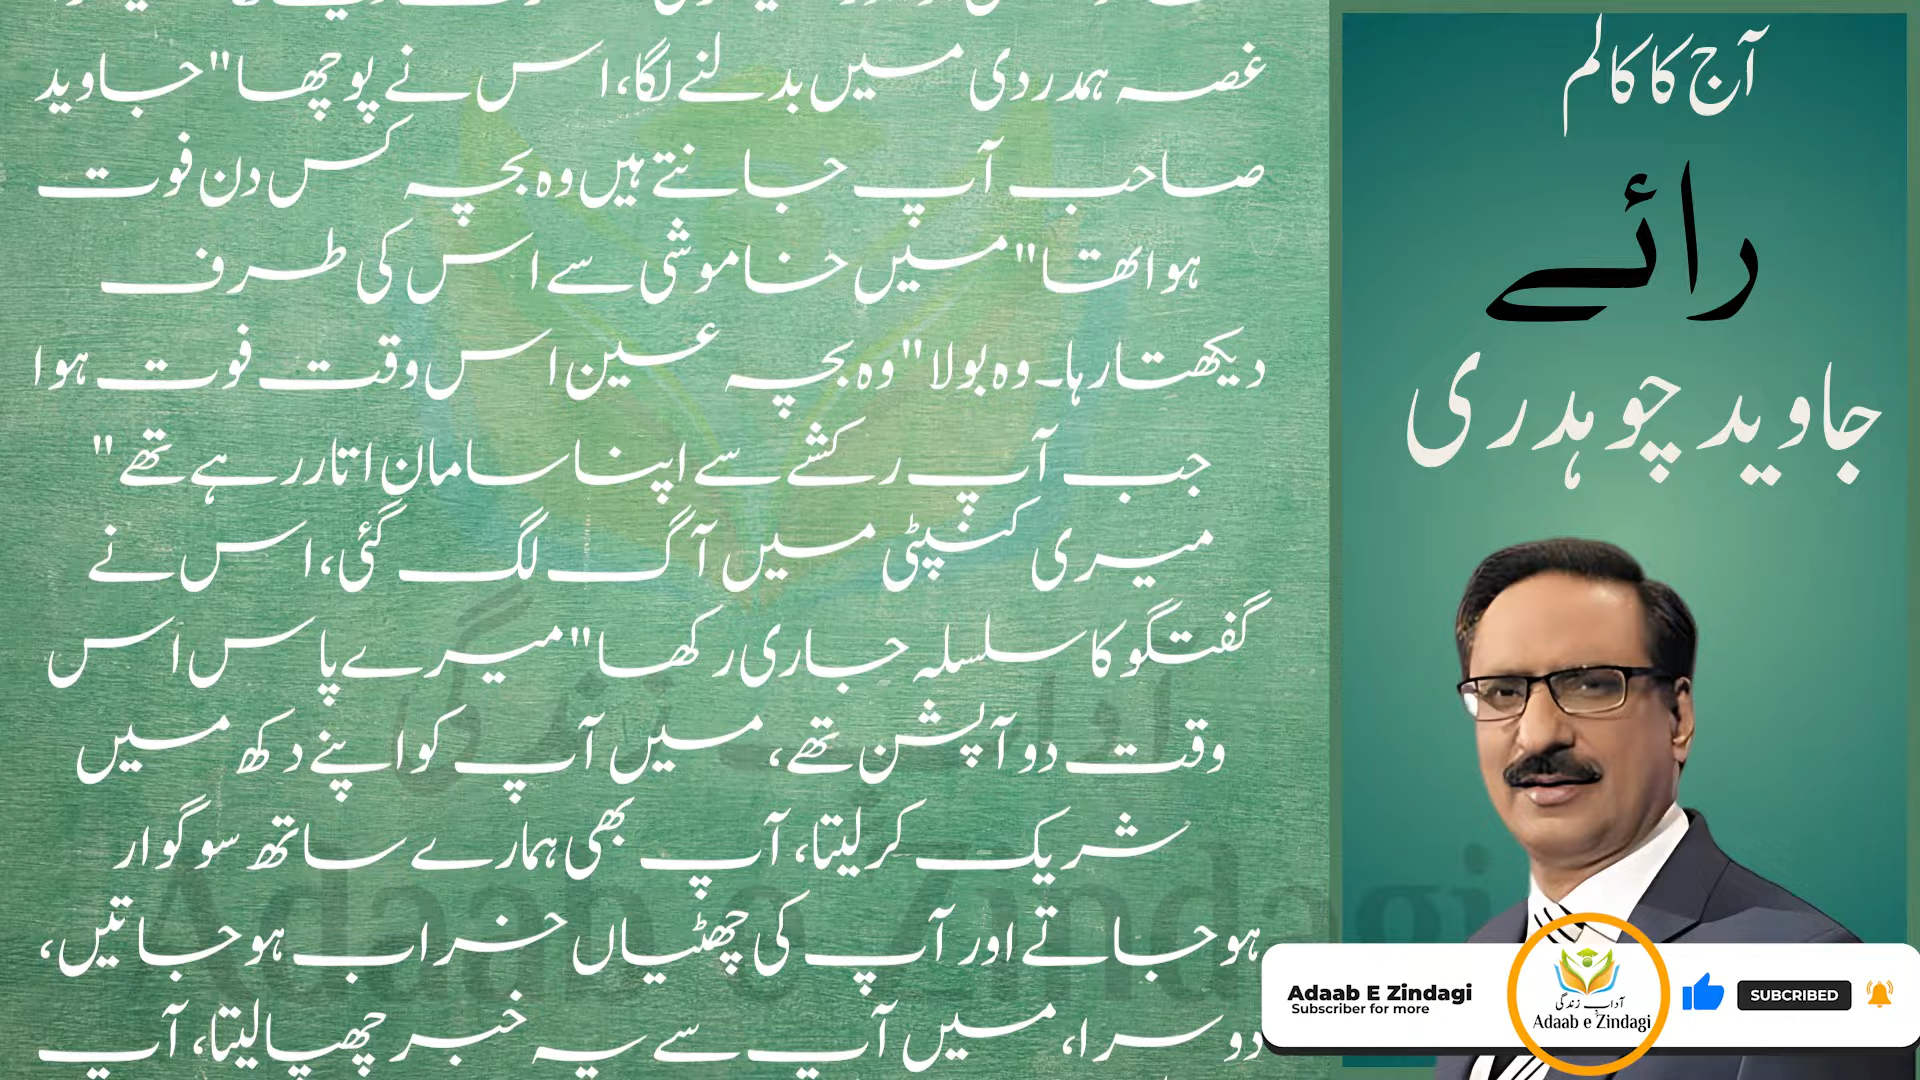 غصہ ہمدردی میں بدلنے لگا، اس نے پوچھا "جاوید
صاحب آپ جانتے ہیں وہ بچہ کس دن فوت
ہوا تھا" میں خاموشی سے اس کی طرف
دیکھتا رہا۔ وہ بولا "وہ بچہ عین اس وقت فوت ہوا
جب آپ رکشے سے اپنا سامان اتار رہے تھے"
میری کنپٹی میں آگ لگ گئی، اس نے
گفتگو کا سلسلہ جاری رکھا "میرے پاس اس
وقت دو آپشن تھے، میں آپ کو اپنے دکھ میں
شریک کر لیتا، آپ بھی ہمارے ساتھ سوگوار
ہو جاتے اور آپ کی چھٹیاں خراب ہو جاتیں،
دوسرا، میں آپ سے یہ خبر چھپا لیتا، آپ
آج کا کالم
رائے
جاوید چوہدری
Adaab E Zindagi
Subscriber for more
آداب زندگی
Adaab e Zindagi
SUBCRIBED
آداب زندگی
Adaab e Zindagi